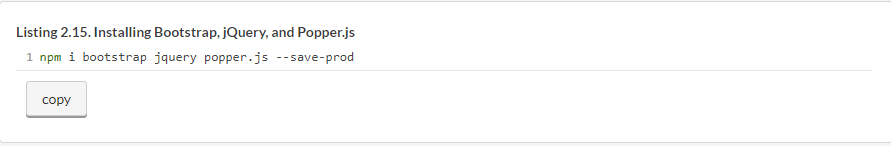 Listing 2.15. Installing Bootstrap, jQuery, and Popper.js
1 npm i bootstrap jquery popper.js --save-prod
copy